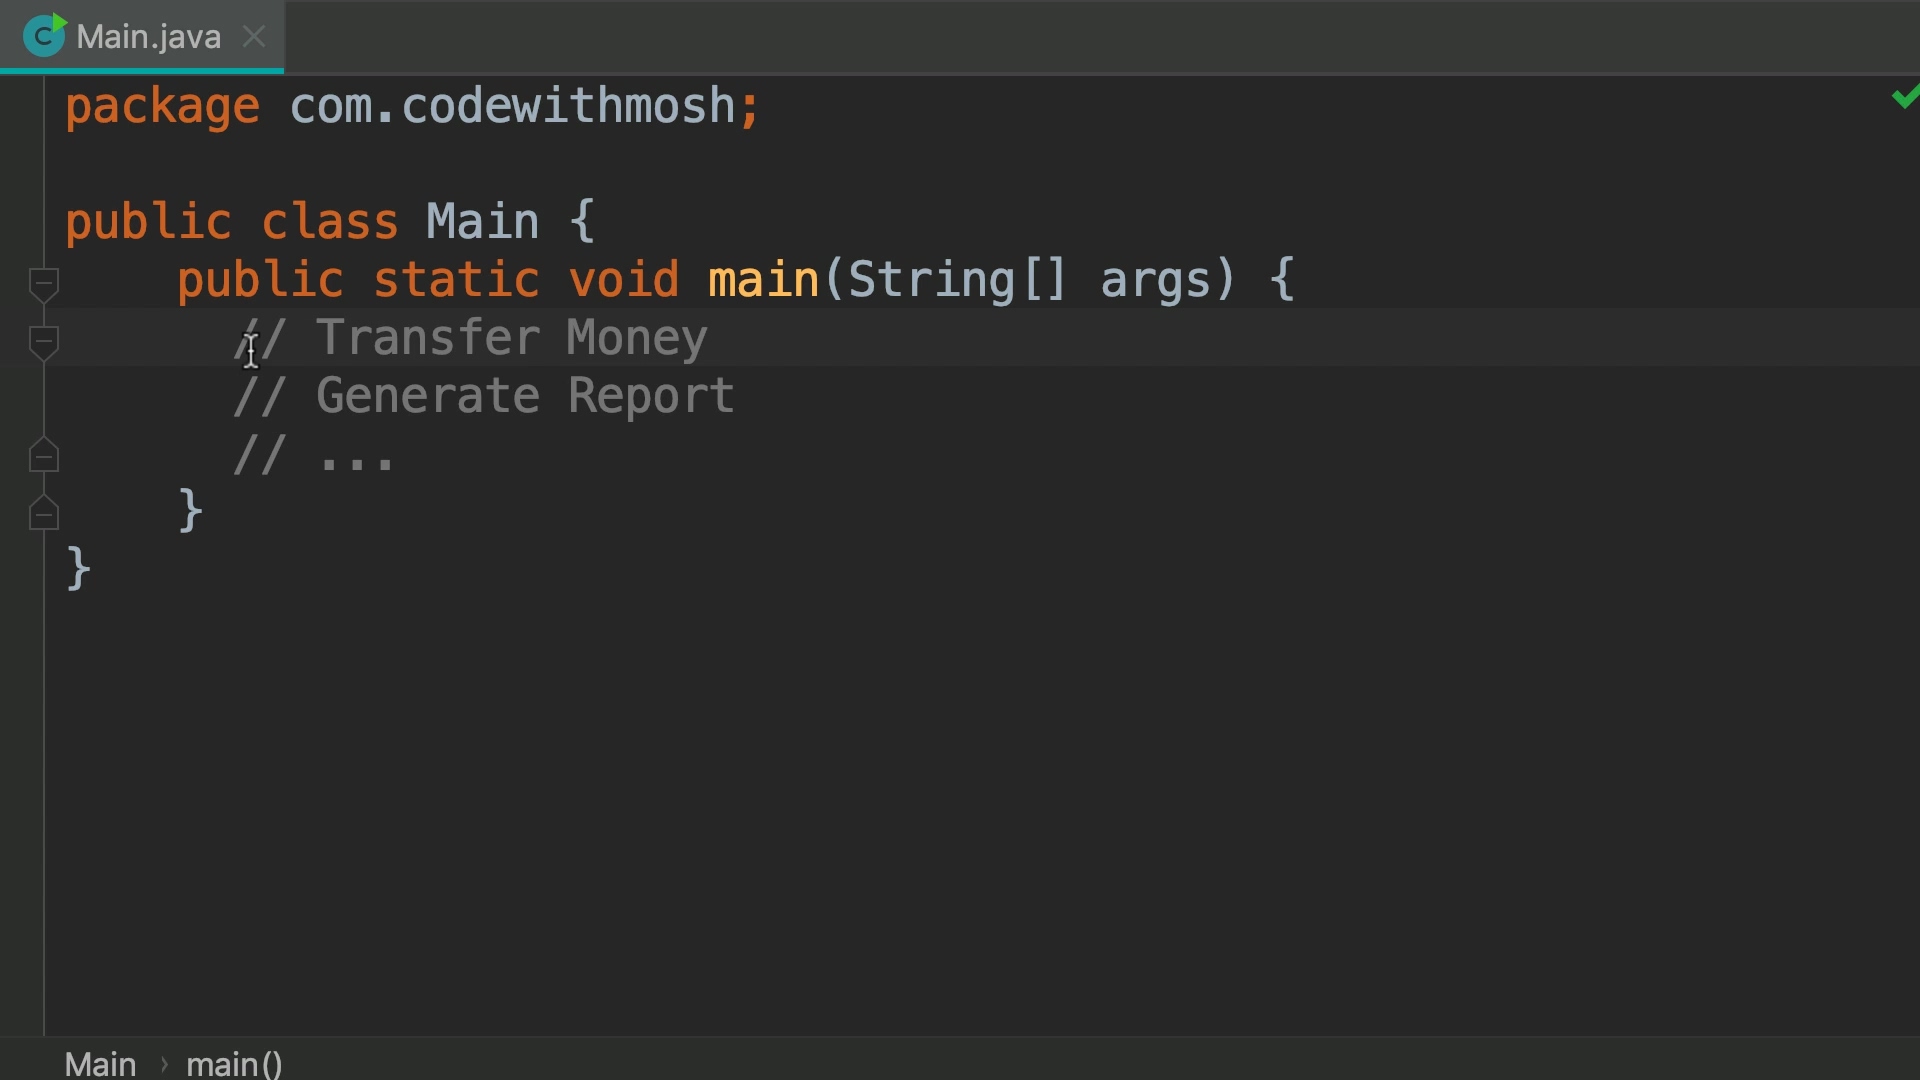 Main.java
package com.codewithmosh;
public class Main {
public static void main(String[] args) {
// Transfer Money
// Generate Report
// ...
}
}
Main › main()